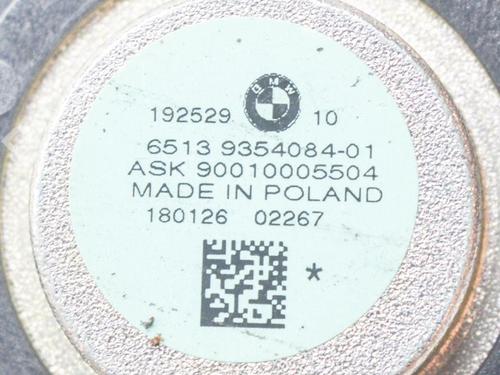 BMW
192529 10
6513 9354084-01
ASK 90010005504
MADE IN POLAND
180126 02267
*